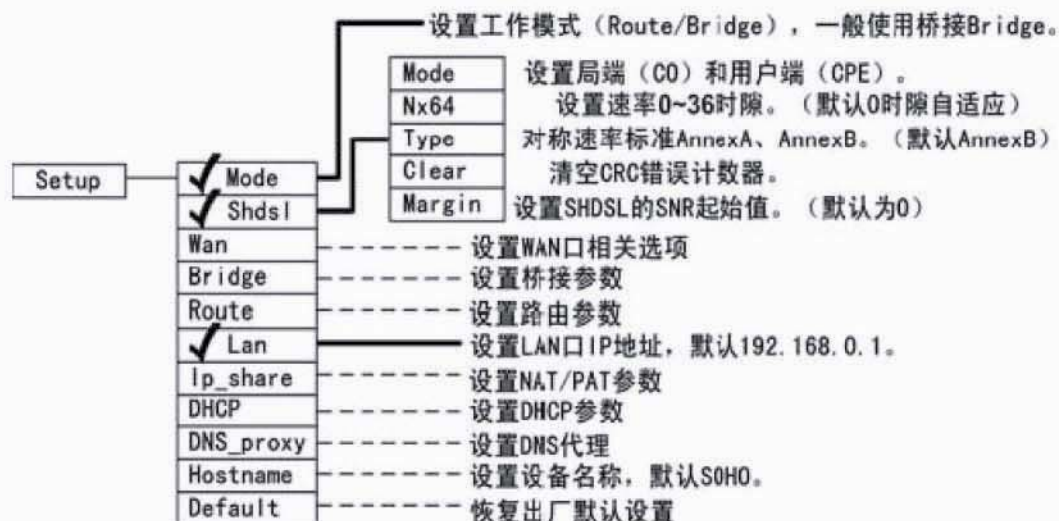 设置工作模式（Route/Bridge），一般使用桥接Bridge。
Mode 设置局端（CO）和用户端（CPE）。
Nx64 设置速率0~36时隙。（默认0时隙自适应）
Type 对称速率标准AnnexA、AnnexB。（默认AnnexB）
Clear 清空CRC错误计数器。
Margin 设置SHDSL的SNR起始值。（默认为0）
Setup
Mode
Shdsl
Wan 设置WAN口相关选项
Bridge 设置桥接参数
Route 设置路由参数
Lan 设置LAN口IP地址，默认192.168.0.1。
Ip_share 设置NAT/PAT参数
DHCP 设置DHCP参数
DNS_proxy 设置DNS代理
Hostname 设置设备名称，默认SOHO。
Default 恢复出厂默认设置